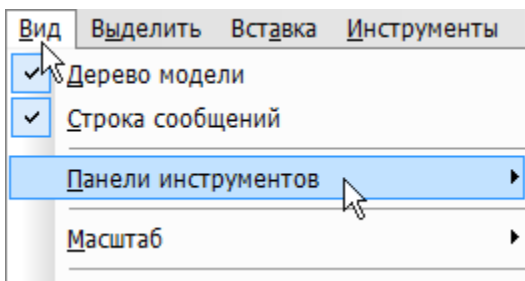 Вид Выделить Вставка Инструменты
Дерево модели
Строка сообщений
Панели инструментов
Масштаб